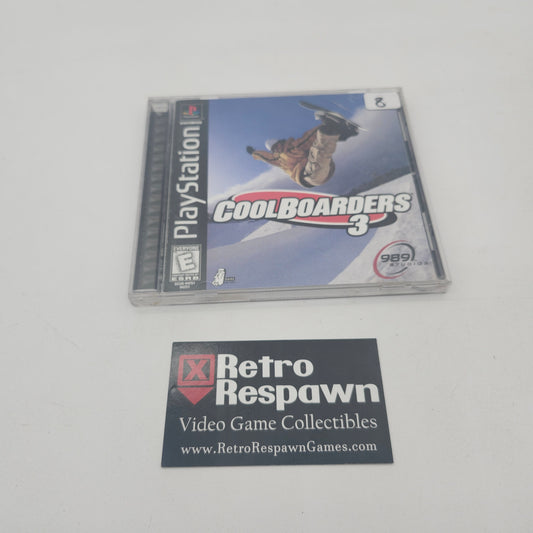 8
PlayStation
COOLBOARDERS
3
EVERYONE
E
ESRB
989
STUDIOS
X
Retro
Respawn
Video Game Collectibles
www.RetroRespawnGames.com